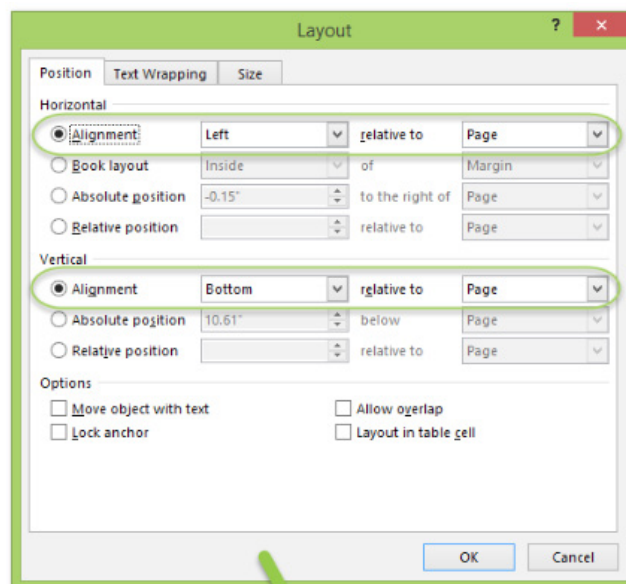 Layout ? ×
Position Text Wrapping Size
Horizontal
Alignment Left relative to Page
Book layout Inside of Margin
Absolute position -0.15" to the right of Page
Relative position relative to Page
Vertical
Alignment Bottom relative to Page
Absolute position 10.61" below Page
Relative position relative to Page
Options
Move object with text Allow overlap
Lock anchor Layout in table cell
OK Cancel